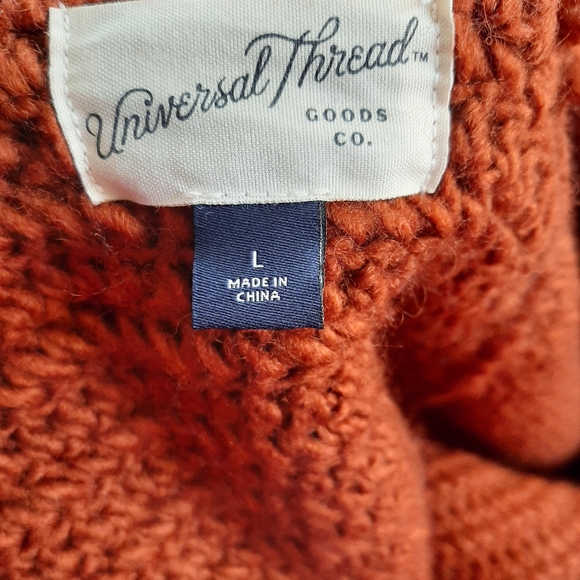 Universal Thread™
GOODS
CO.
L
MADE IN
CHINA